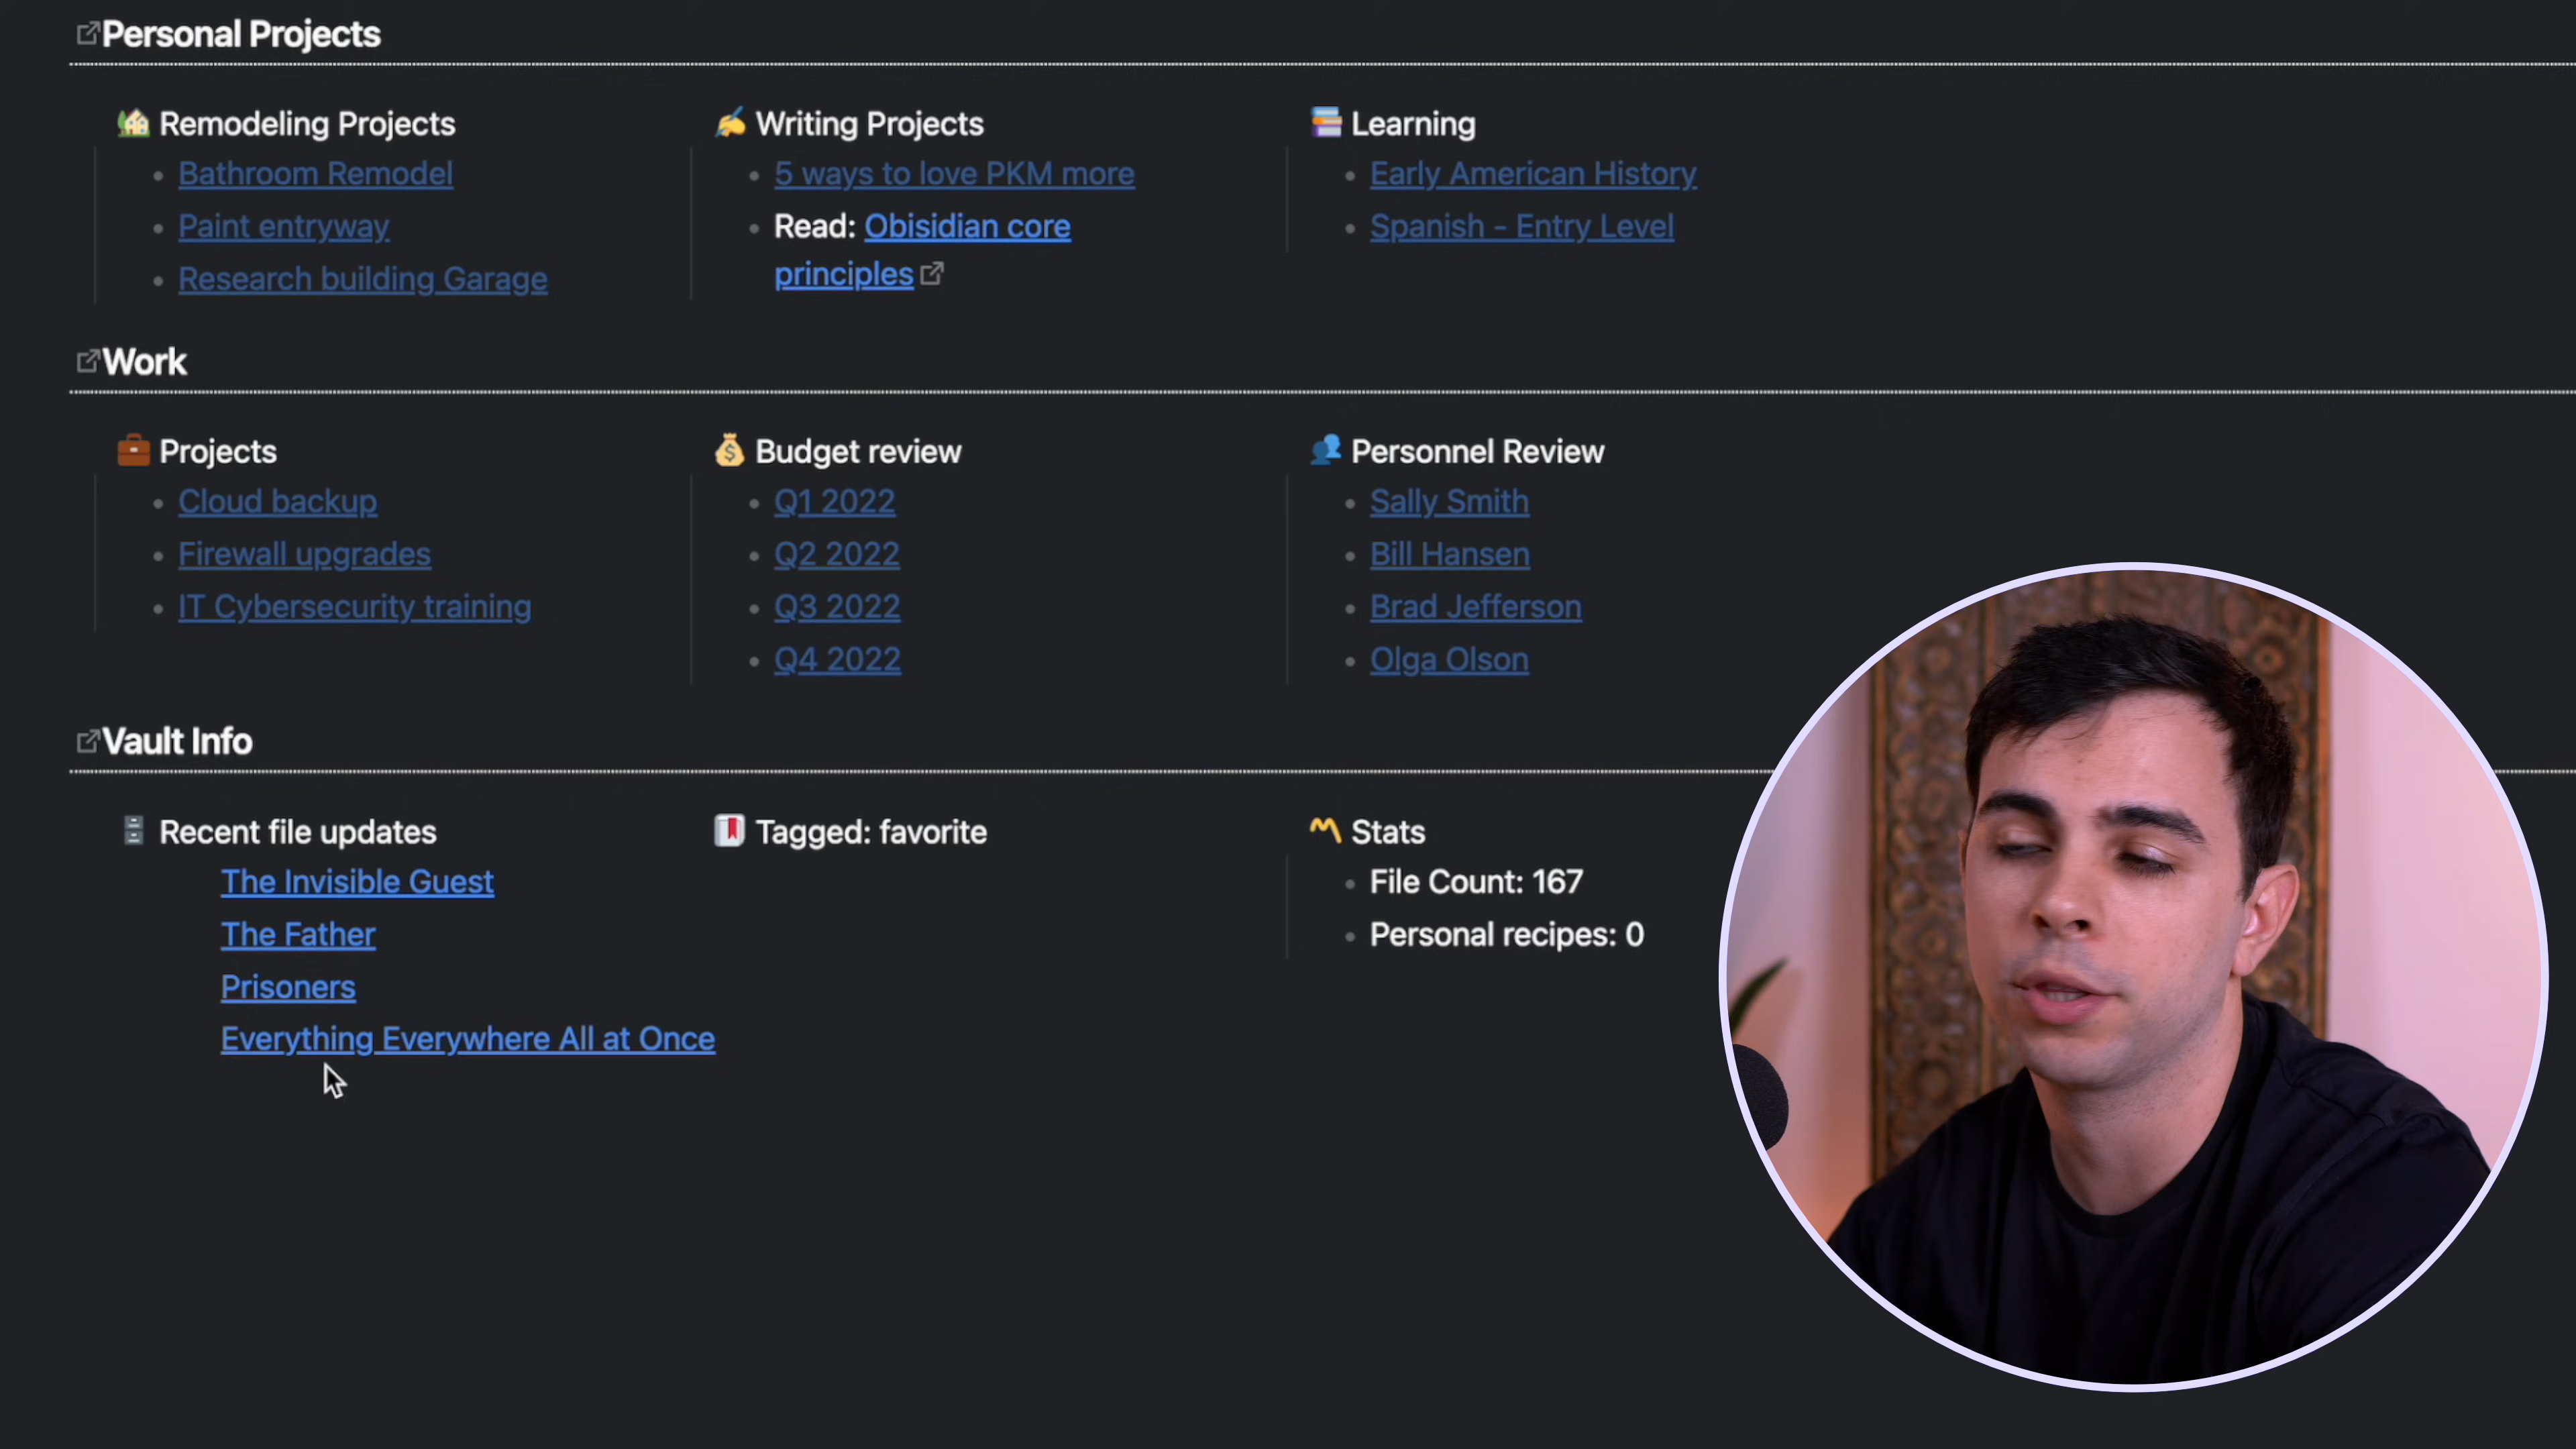 Personal Projects
Remodeling Projects
Bathroom Remodel
Paint entryway
Research building Garage
Writing Projects
5 ways to love PKM more
Read: Obisidian core
principles
Learning
Early American History
Spanish - Entry Level
Work
Projects
Cloud backup
Firewall upgrades
IT Cybersecurity training
Budget review
Q1 2022
Q2 2022
Q3 2022
Q4 2022
Personnel Review
Sally Smith
Bill Hansen
Brad Jefferson
Olga Olson
Vault Info
Recent file updates
The Invisible Guest
The Father
Prisoners
Everything Everywhere All at Once
Tagged: favorite
Stats
File Count: 167
Personal recipes: 0